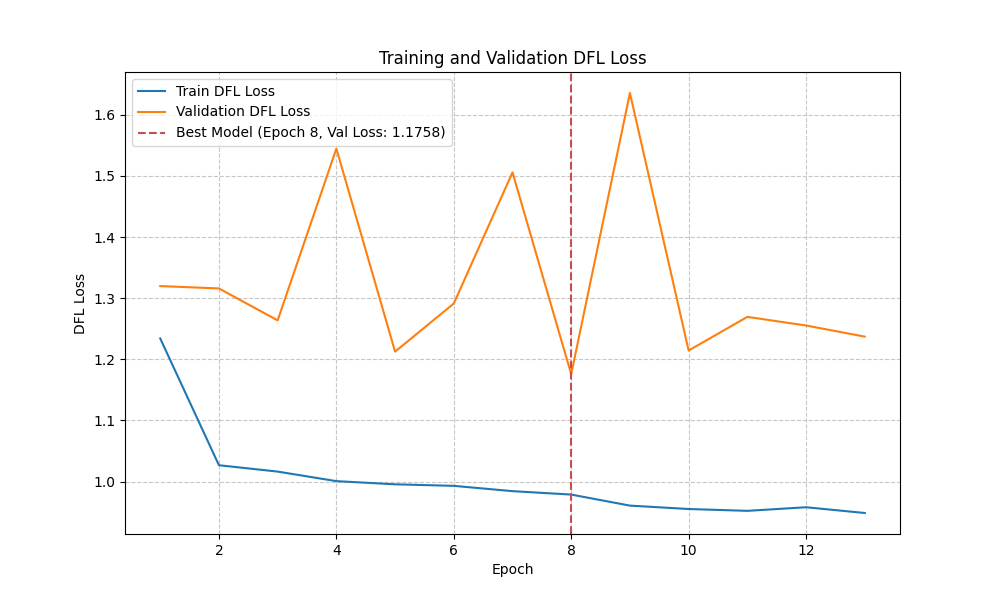 Training and Validation DFL Loss
Train DFL Loss
Validation DFL Loss
Best Model (Epoch 8, Val Loss: 1.1758)
DFL Loss
1.6
1.5
1.4
1.3
1.2
1.1
1.0
2 4 6 8 10 12
Epoch